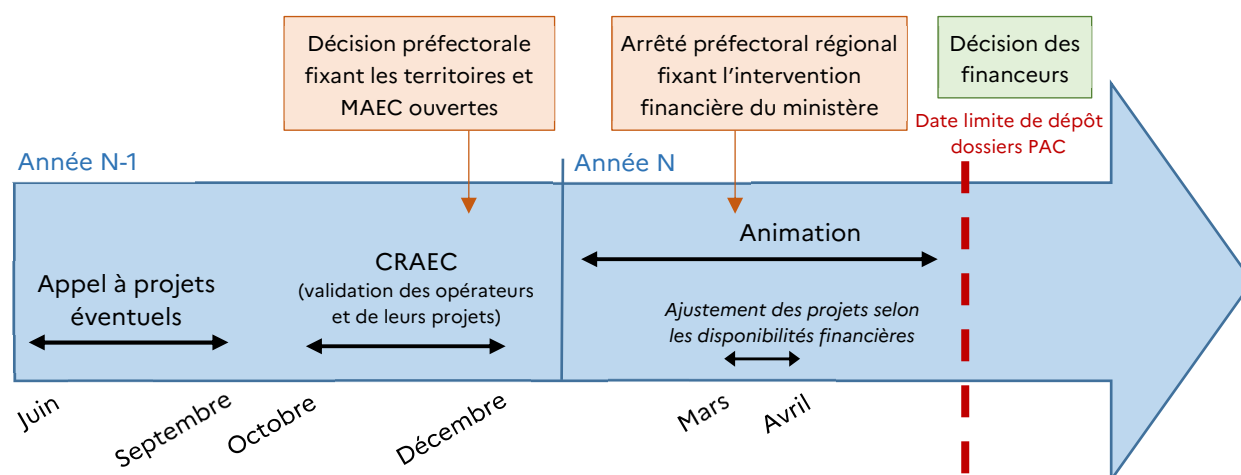 Décision préfectorale
fixant les territoires et
MAEC ouvertes
Arrêté préfectoral régional
fixant l'intervention
financière du ministère
Décision des
financeurs
Date limite de dépôt
dossiers PAC
Année N-1
Année N
Appel à projets
éventuels
CRAEC
(validation des opérateurs
et de leurs projets)
Animation
Ajustement des projets selon
les disponibilités financières
Juin
Septembre
Octobre
Décembre
Mars
Avril